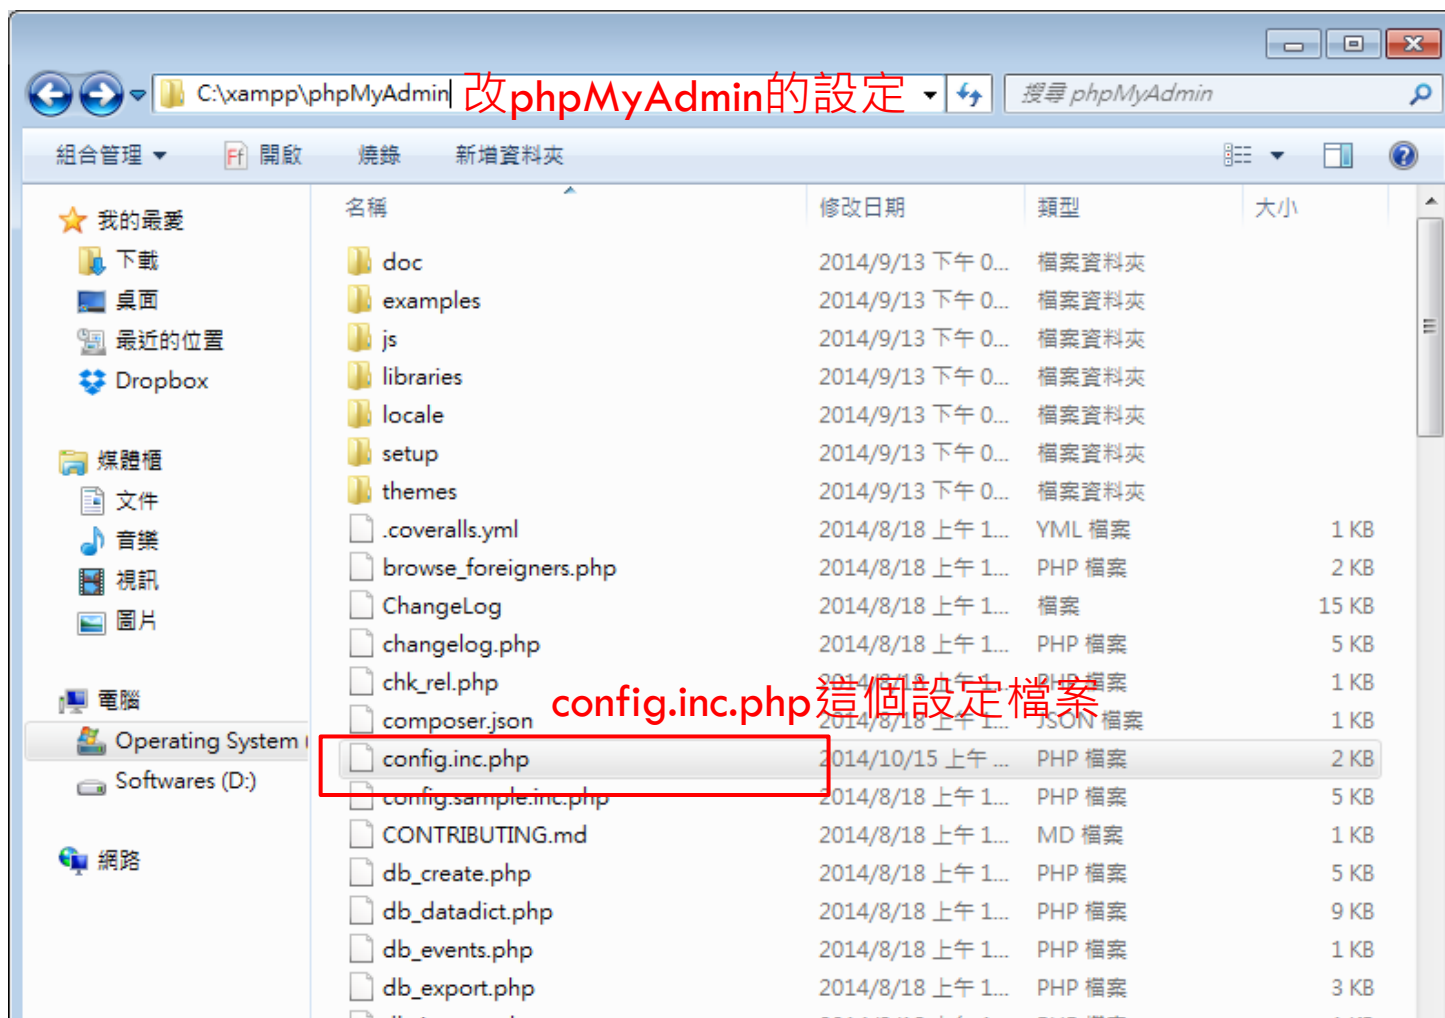 C:\xampp\phpMyAdmin 改phpMyAdmin的設定 搜尋 phpMyAdmin
組合管理 開啟 燒錄 新增資料夾
名稱 修改日期 類型 大小
我的最愛
下載
桌面
最近的位置
Dropbox
媒體櫃
文件
音樂
視訊
圖片
電腦
Operating System (
Softwares (D:)
網路
doc 2014/9/13 下午 0... 檔案資料夾
examples 2014/9/13 下午 0... 檔案資料夾
js 2014/9/13 下午 0... 檔案資料夾
libraries 2014/9/13 下午 0... 檔案資料夾
locale 2014/9/13 下午 0... 檔案資料夾
setup 2014/9/13 下午 0... 檔案資料夾
themes 2014/9/13 下午 0... 檔案資料夾
.coveralls.yml 2014/8/18 上午 1... YML 檔案 1 KB
browse_foreigners.php 2014/8/18 上午 1... PHP 檔案 2 KB
ChangeLog 2014/8/18 上午 1... 檔案 15 KB
changelog.php 2014/8/18 上午 1... PHP 檔案 5 KB
chk_rel.php 2014/8/18 上午 1... PHP 檔案 1 KB
config.inc.php這個設定檔案
composer.json 2014/8/18 上午 1... JSON 檔案 1 KB
config.inc.php 2014/10/15 上午 ... PHP 檔案 2 KB
config.sample.inc.php 2014/8/18 上午 1... PHP 檔案 5 KB
CONTRIBUTING.md 2014/8/18 上午 1... MD 檔案 1 KB
db_create.php 2014/8/18 上午 1... PHP 檔案 5 KB
db_datadict.php 2014/8/18 上午 1... PHP 檔案 9 KB
db_events.php 2014/8/18 上午 1... PHP 檔案 1 KB
db_export.php 2014/8/18 上午 1... PHP 檔案 3 KB